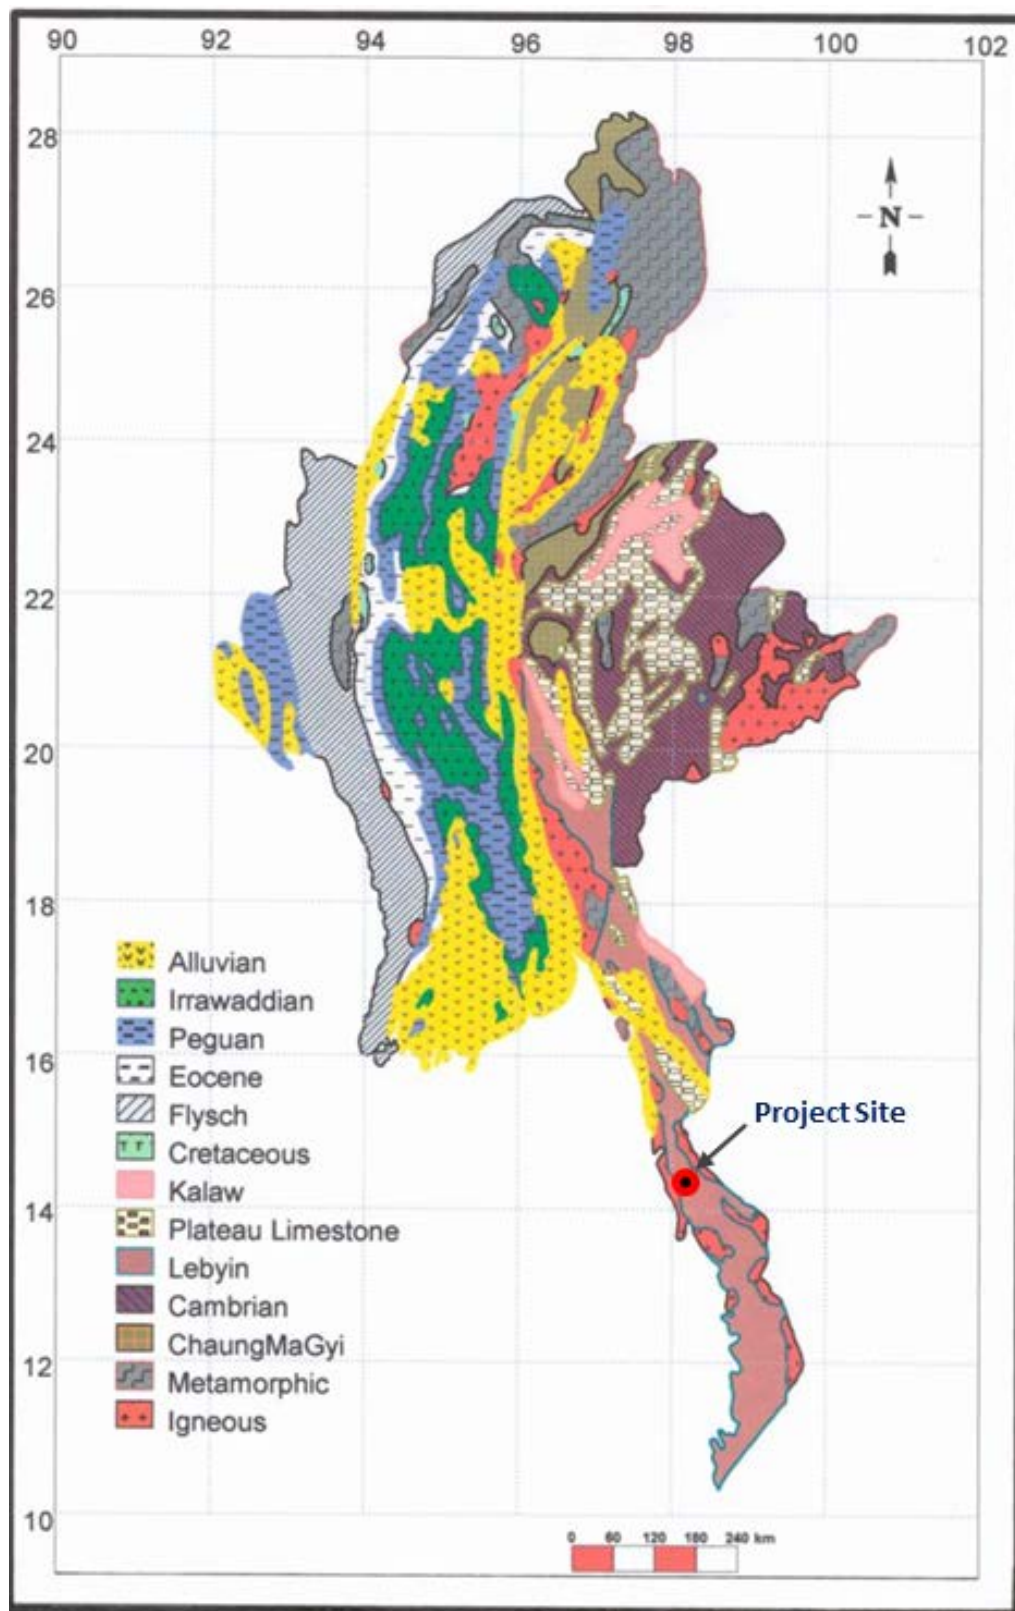 90 92 94 96 98 100 102
28
N
26
24
22
20
18
Alluvian
Irrawaddian
Peguan
16
Eocene
Flysch
Project Site
T T Cretaceous
Kalaw
14
Plateau Limestone
Lebyin
Cambrian
ChaungMaGyi
12
Metamorphic
Igneous
10
0 60 120 180 240 km